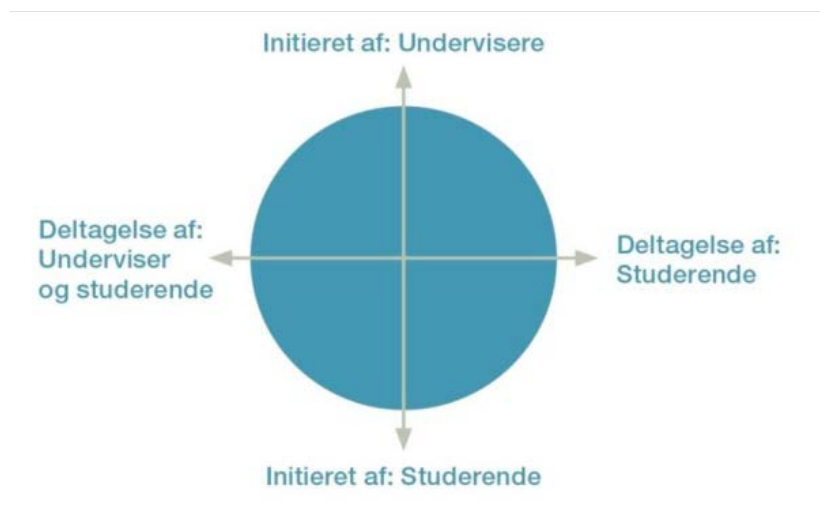 Initieret af: Undervisere
Deltagelse af:
Underviser
og studerende
Deltagelse af:
Studerende
Initieret af: Studerende